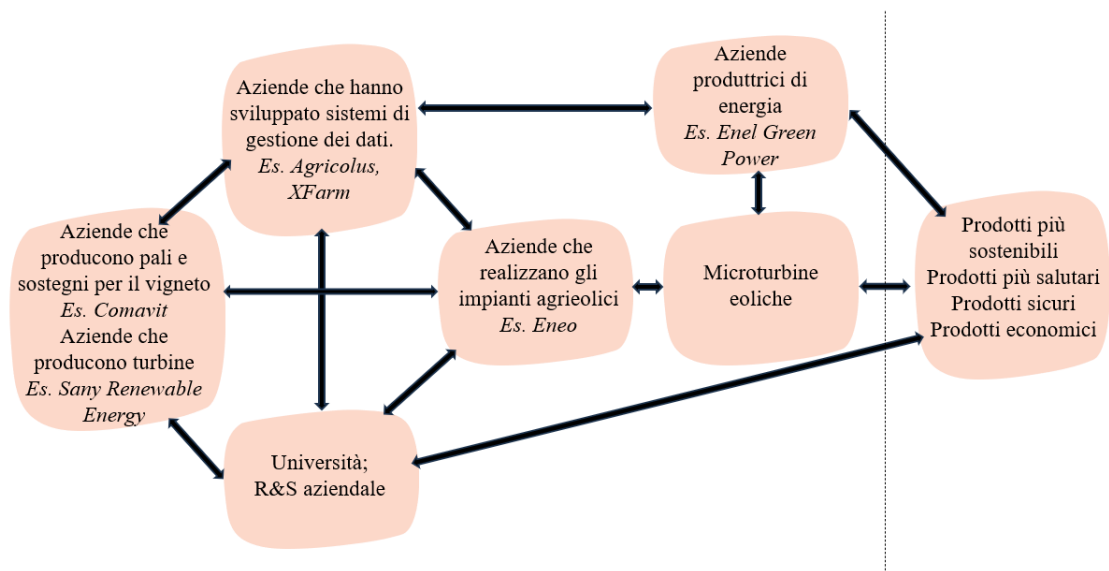 Aziende che hanno
sviluppato sistemi di
gestione dei dati.
Es. Agricolus,
XFarm
Aziende
produttrici di
energia
Es. Enel Green
Power
Aziende che
producono pali e
sostegni per il vigneto
Es. Comavit
Aziende che
producono turbine
Es. Sany Renewable
Energy
Aziende che
realizzano gli
impianti agrieolici
Es. Eneo
Microturbine
eoliche
Prodotti più
sostenibili
Prodotti più salutari
Prodotti sicuri
Prodotti economici
Università;
R&S aziendale